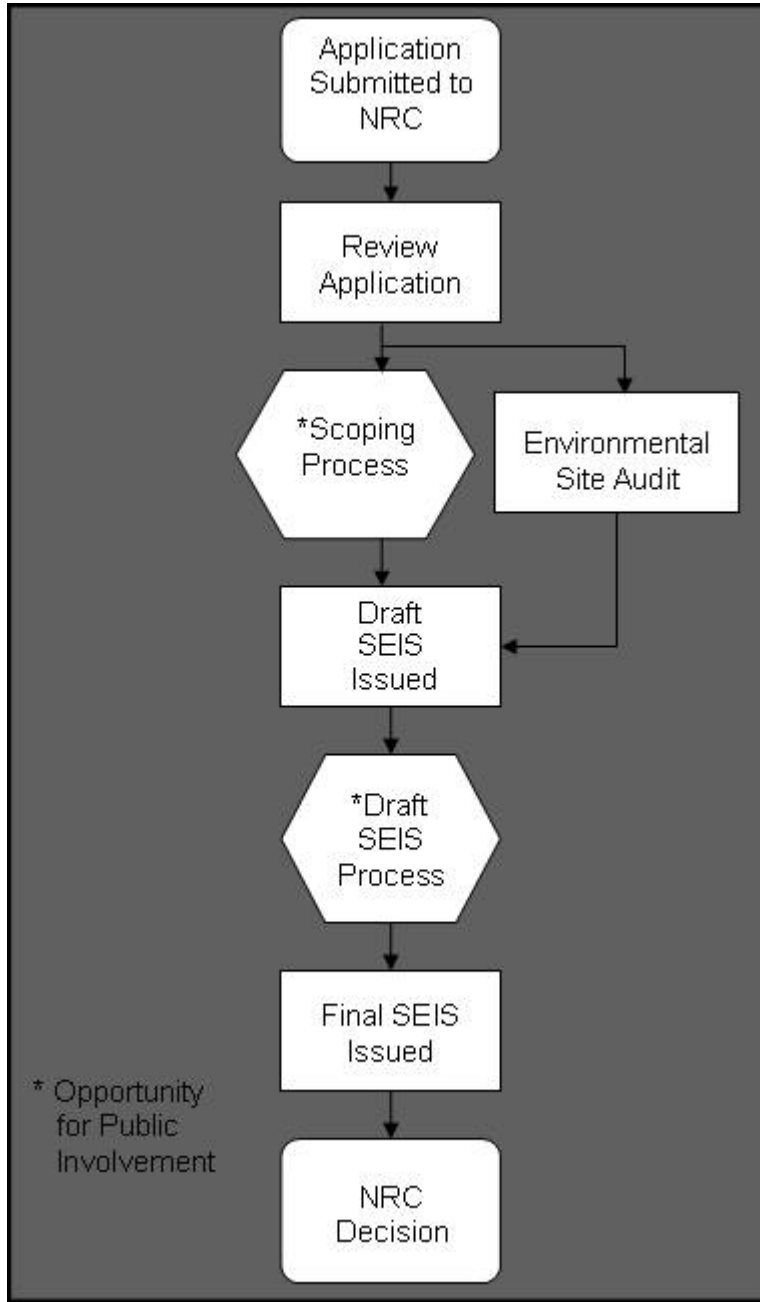 Application
Submitted to
NRC
Review
Application
*Scoping
Process
Environmental
Site Audit
Draft
SEIS
Issued
*Draft
SEIS
Process
Final SEIS
Issued
* Opportunity
for Public
Involvement
NRC
Decision